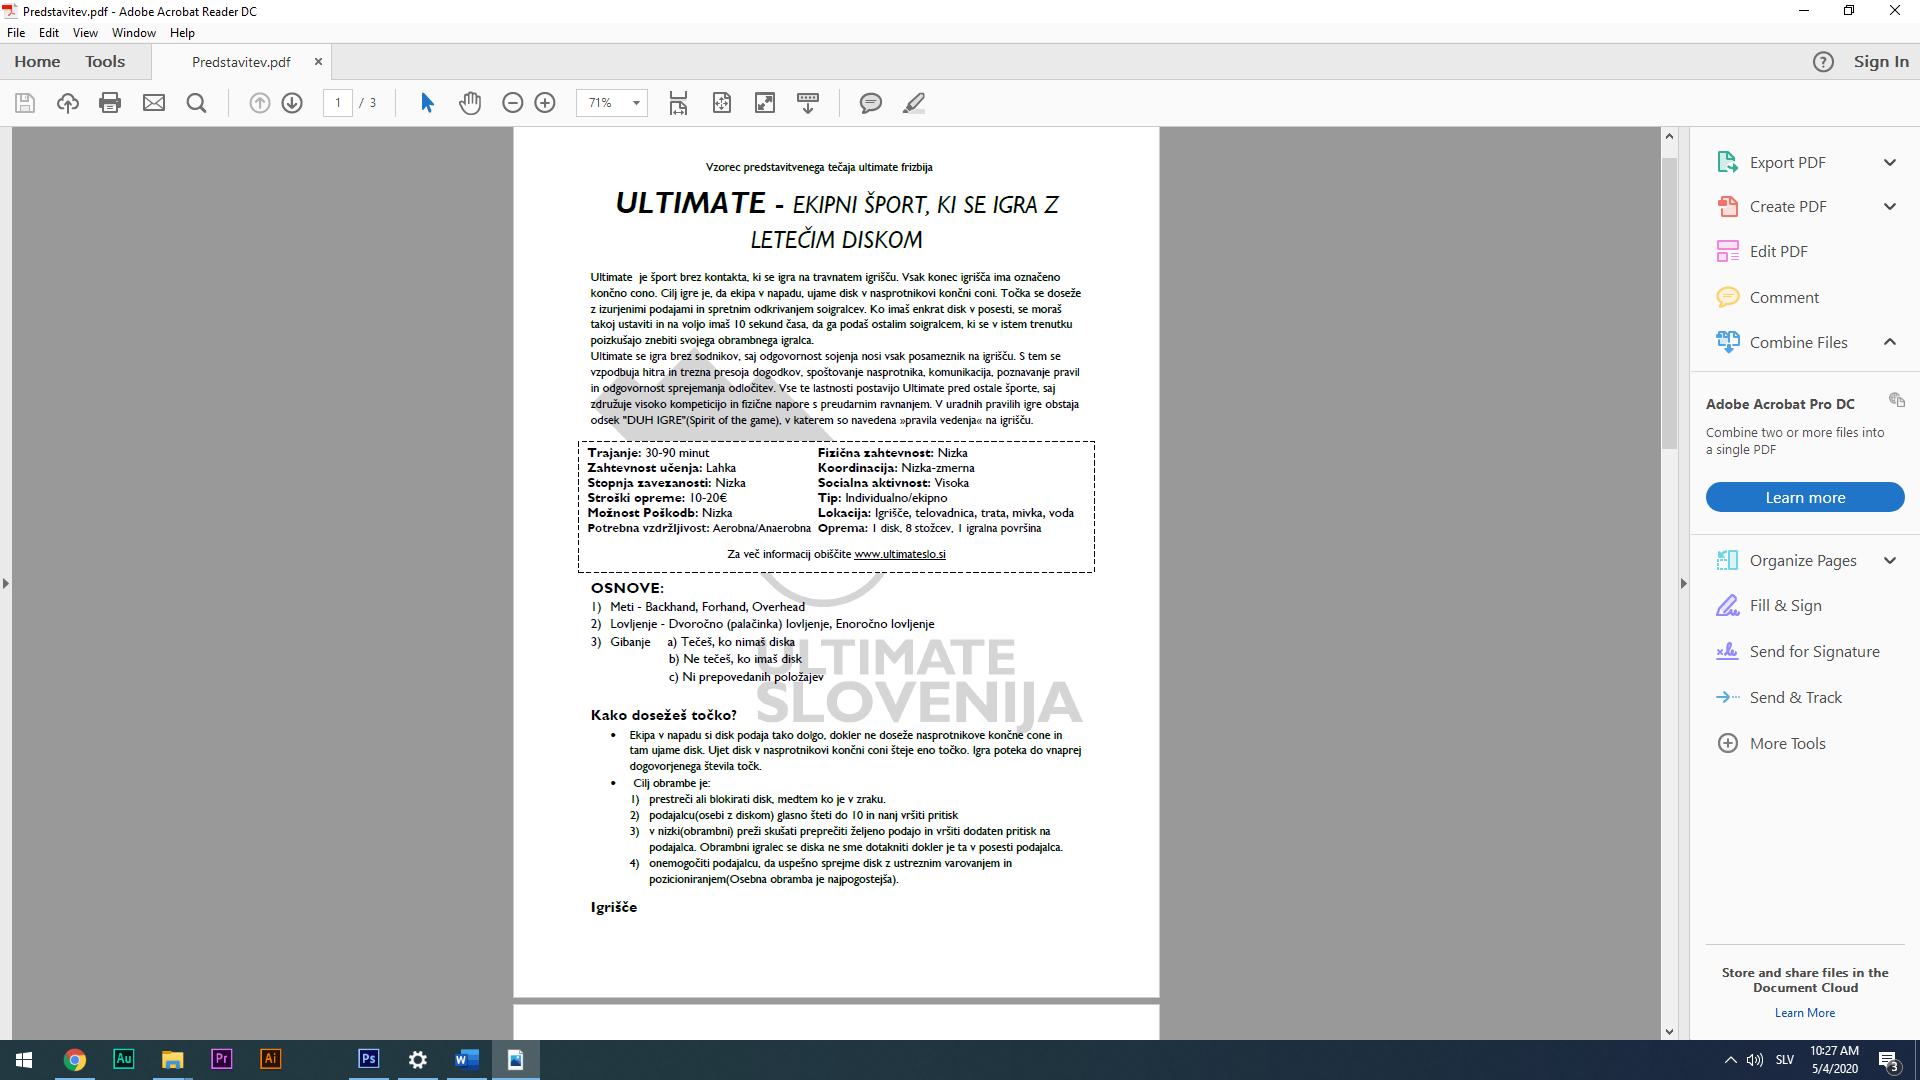 Predstavitev.pdf - Adobe Acrobat Reader DC
File Edit View Window Help
Home Tools Predstavitev.pdf × ? Sign In
1 / 3 71%
Vzorec predstavitvenega tečaja ultimate frizbija
ULTIMATE - EKIPNI ŠPORT, KI SE IGRA Z
LETEČIM DISKOM
Ultimate je šport brez kontakta, ki se igra na travnatem igrišču. Vsak konec igrišča ima označeno
končno cono. Cilj igre je, da ekipa v napadu, ujame disk v nasprotnikovi končni coni. Točka se doseže
z izurjenimi podajami in spretnim odkrivanjem soigralcev. Ko imaš enkrat disk v posesti, se moraš
takoj ustaviti in na voljo imaš 10 sekund časa, da ga podaš ostalim soigralcem, ki se v istem trenutku
poizkušajo znebiti svojega obrambnega igralca.
Ultimate se igra brez sodnikov, saj odgovornost sojenja nosi vsak posameznik na igrišču. S tem se
vzpodbuja hitra in trezna presoja dogodkov, spoštovanje nasprotnika, komunikacija, poznavanje pravil
in odgovornost sprejemanja odločitev. Vse te lastnosti postavijo Ultimate pred ostale športe, saj
združuje visoko kompeticijo in fizične napore s preudarnim ravnanjem. V uradnih pravilih igre obstaja
odsek "DUH IGRE"(Spirit of the game), v katerem so navedena »pravila vedenja« na igrišču.
Trajanje: 30-90 minut Fizična zahtevnost: Nizka
Zahtevnost učenja: Lahka Koordinacija: Nizka-zmerna
Stopnja zavezanosti: Nizka Socialna aktivnost: Visoka
Stroški opreme: 10-20€ Tip: Individualno/ekipno
Možnost Poškodb: Nizka Lokacija: Igrišče, telovadnica, trata, mivka, voda
Potrebna vzdržljivost: Aerobna/Anaerobna Oprema: 1 disk, 8 stožcev, 1 igralna površina
Za več informacij obiščite www.ultimateslo.si
OSNOVE:
1) Meti - Backhand, Forhand, Overhead
2) Lovljenje - Dvoročno (palačinka) lovljenje, Enoročno lovljenje
3) Gibanje a) Tečeš, ko nimaš diska
b) Ne tečeš, ko imaš disk
c) Ni prepovedanih položajev
ULTIMATE
SLOVENIJA
Kako dosežeš točko?
• Ekipa v napadu si disk podaja tako dolgo, dokler ne doseže nasprotnikove končne cone in
tam ujame disk. Ujet disk v nasprotnikovi končni coni šteje eno točko. Igra poteka do vnaprej
dogovorjenega števila točk.
• Cilj obrambe je:
1) prestreči ali blokirati disk, medtem ko je v zraku.
2) podajalcu(osebi z diskom) glasno šteti do 10 in nanj vršiti pritisk
3) v nizki(obrambni) preži skušati preprečiti željeno podajo in vršiti dodaten pritisk na
podajalca. Obrambni igralec se diska ne sme dotakniti dokler je ta v posesti podajalca.
4) onemogočiti podajalcu, da uspešno sprejme disk z ustreznim varovanjem in
pozicioniranjem(Osebna obramba je najpogostejša).
Igrišče
Export PDF
Create PDF
Edit PDF
Comment
Combine Files
Adobe Acrobat Pro DC
Combine two or more files into
a single PDF
Learn more
Organize Pages
Fill & Sign
Send for Signature
Send & Track
More Tools
Store and share files in the
Document Cloud
Learn More
Au Pr Ai Ps W SLV 10:27 AM
5/4/2020 3